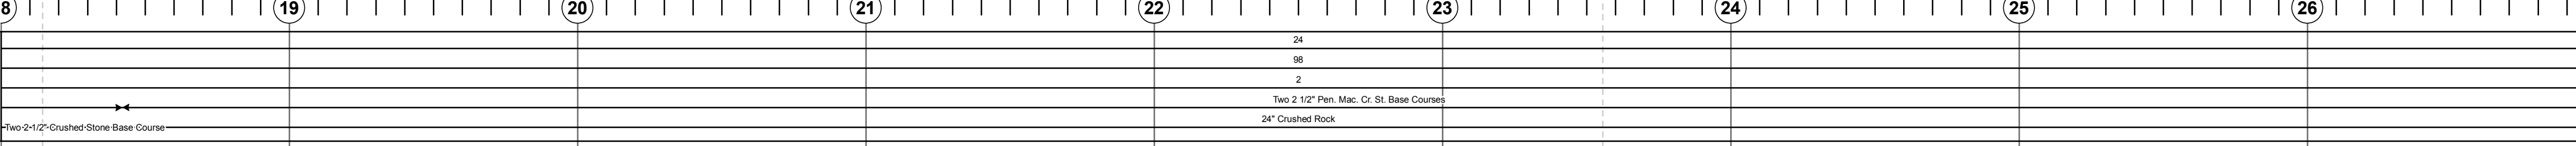 8 19 20 21 22 23 24 25 26
24
98
2
Two 2 1/2" Pen. Mac. Cr. St. Base Courses
24" Crushed Rock
Two 2 1/2" Crushed Stone Base Course